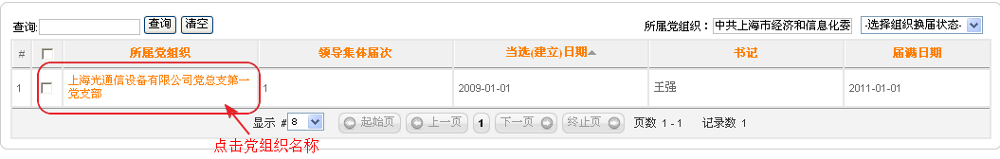 查询: 查询 清空 所属党组织： 中共上海市经济和信息化委 -选择组织换届状态-
# 所属党组织 领导集体届次 当选(建立)日期 书记 届满日期
1 上海光通信设备有限公司党总支第一 1 2009-01-01 王强 2011-01-01
党支部
显示 # 8 起始页 上一页 1 下一页 终止页 页数 1 - 1 记录数 1
点击党组织名称